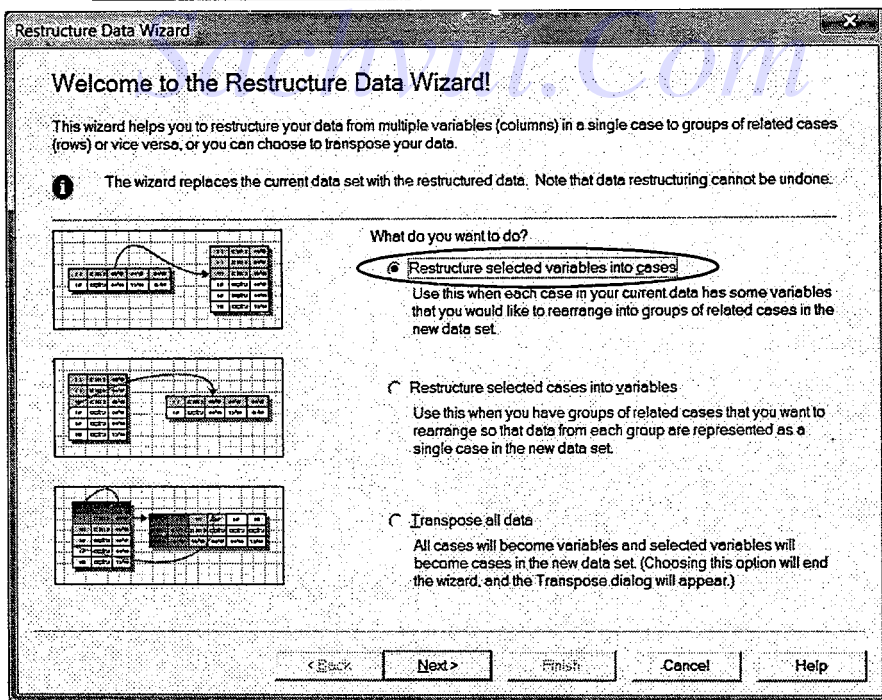 Sachvui.Com
Restructure Data Wizard
Welcome to the Restructure Data Wizard!
This wizard helps you to restructure your data from multiple variables (columns) in a single case to groups of related cases
(rows) or vice versa, or you can choose to transpose your data.
The wizard replaces the current data set with the restructured data. Note that data restructuring cannot be undone.
What do you want to do?
Restructure selected variables into cases
Use this when each case in your current data has some variables
that you would like to rearrange into groups of related cases in the
new data set.
Restructure selected cases into variables
Use this when you have groups of related cases that you want to
rearrange so that data from each group are represented as a
single case in the new data set.
Transpose all data
All cases will become variables and selected variables will
become cases in the new data set. (Choosing this option will end
the wizard, and the Transpose dialog will appear.)
< Back
Next >
Finish
Cancel
Help